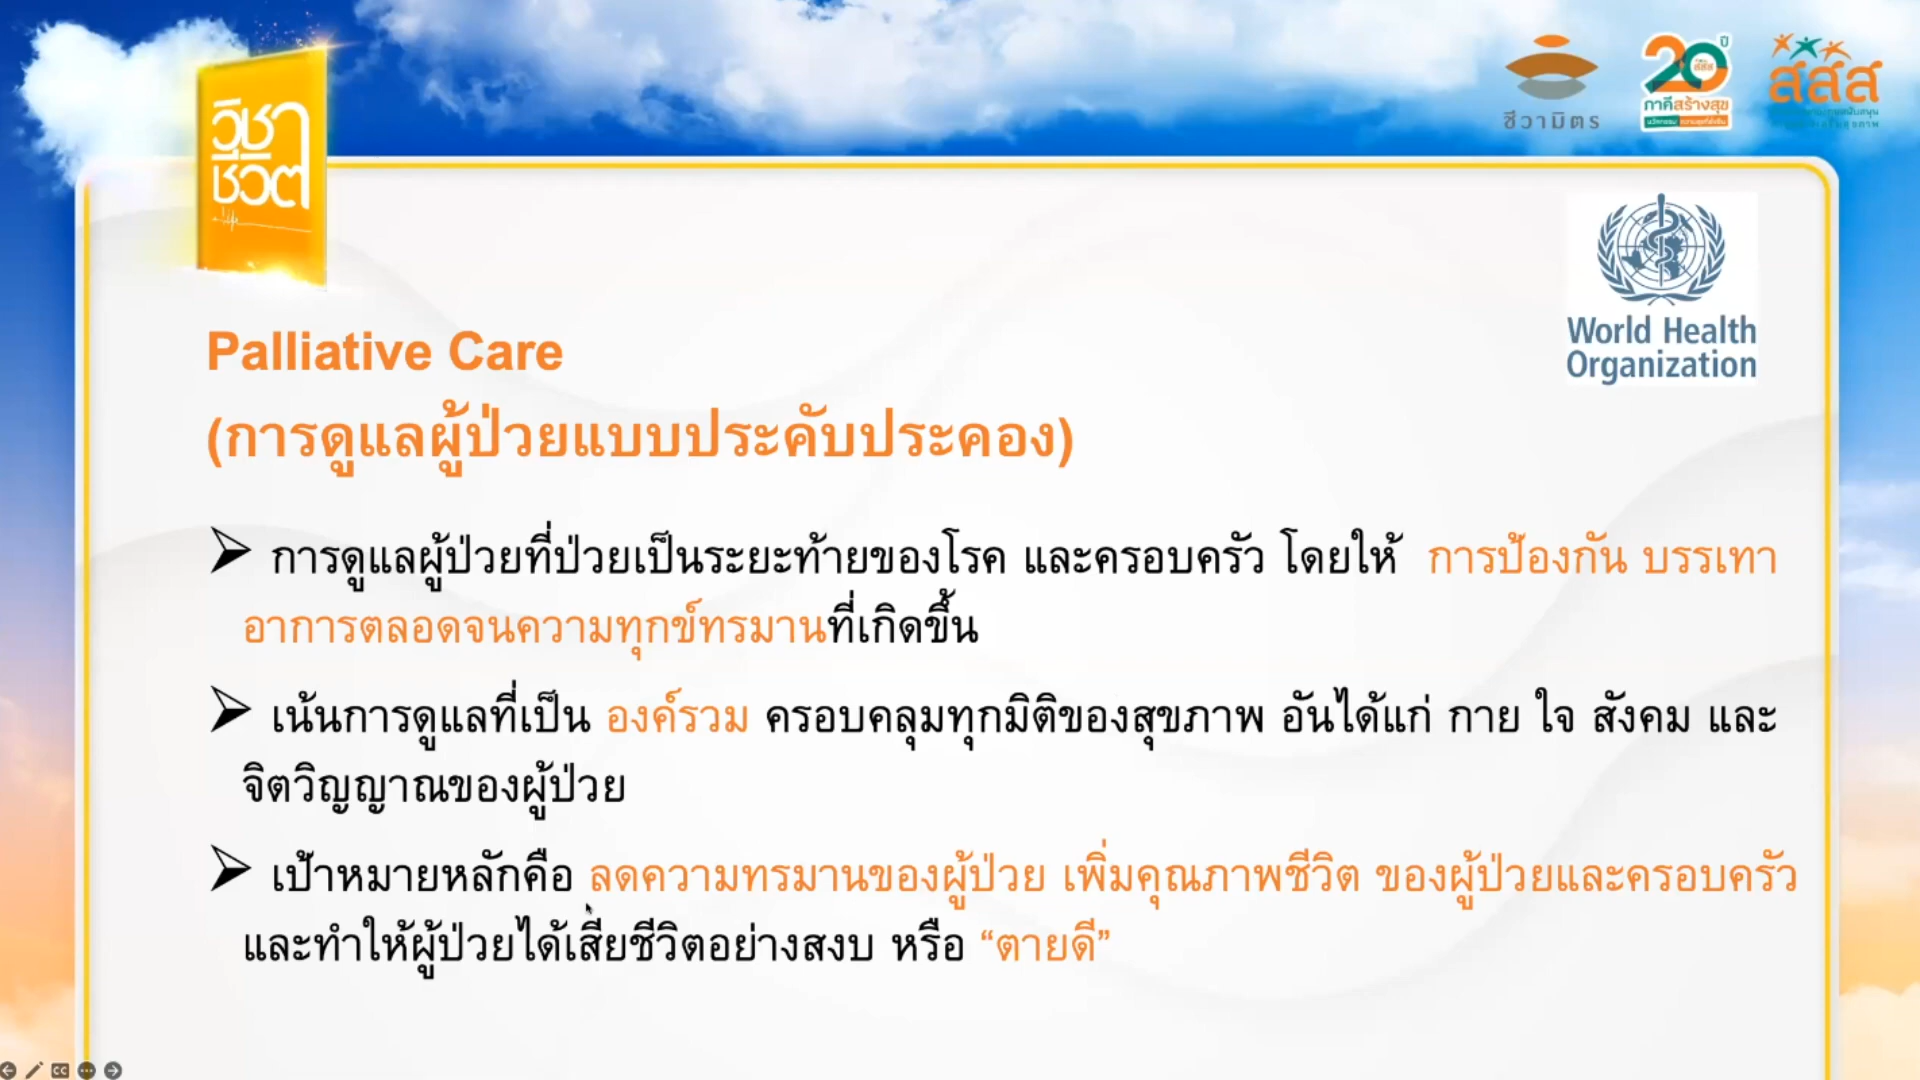 วิชา
ชีวิต
ชีวามิตร
20 ปี
สสส
ภาคีสร้างสุข
สสส
World Health
Organization
Palliative Care
(การดูแลผู้ป่วยแบบประคับประคอง)
➢ การดูแลผู้ป่วยที่ป่วยเป็นระยะท้ายของโรค และครอบครัว โดยให้ การป้องกัน บรรเทา
อาการตลอดจนความทุกข์ทรมานที่เกิดขึ้น
➢ เน้นการดูแลที่เป็น องค์รวม ครอบคลุมทุกมิติของสุขภาพ อันได้แก่ กาย ใจ สังคม และ
จิตวิญญาณของผู้ป่วย
➢ เป้าหมายหลักคือ ลดความทรมานของผู้ป่วย เพิ่มคุณภาพชีวิต ของผู้ป่วยและครอบครัว
และทำให้ผู้ป่วยได้เสียชีวิตอย่างสงบ หรือ “ตายดี”
CC